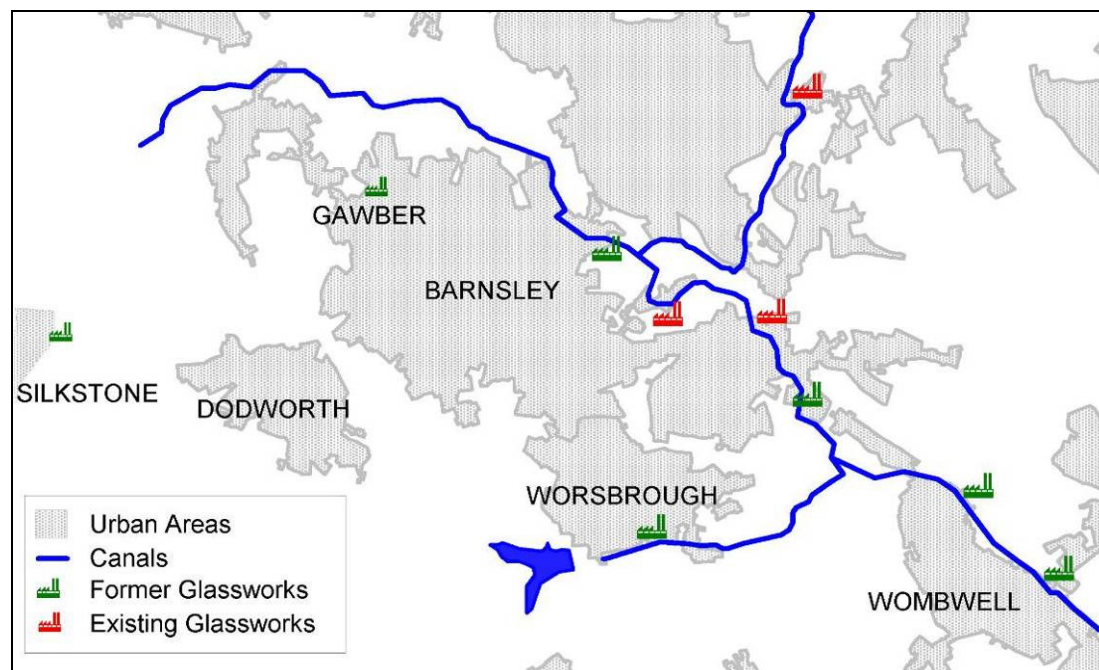 GAWBER
BARNSLEY
SILKSTONE
DODWORTH
WORSBROUGH
WOMBWELL
Urban Areas
Canals
Former Glassworks
Existing Glassworks